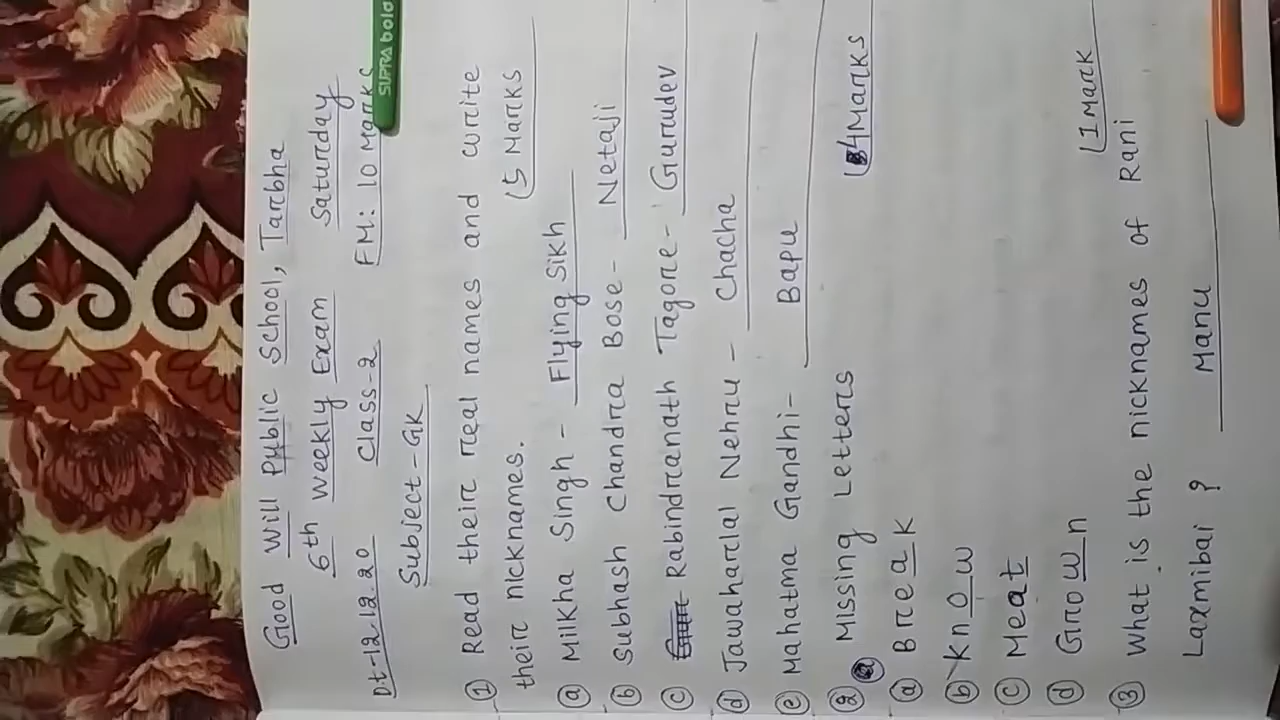 Good Will Public School, Tarbha
6th Weekly Exam Saturday
Dt-12.12.20 Class-2 FM: 10 Marks
Subject-GK
① Read their real names and write
their nicknames. (5 Marks
ⓐ Milkha Singh - Flying Sikh
ⓑ Subhash Chandra Bose- Netaji
ⓒ Rabindranath Tagore- Gurudev
ⓓ Jawaharlal Nehru - Chacha
ⓔ Mahatma Gandhi- Bapu
② Missing Letters (4 Marks
ⓐ Break
ⓑ Know
ⓒ Meat
ⓓ Grown
③ What is the nicknames of Rani (1 Mark
Laxmibai ? Manu
SUPRA bolo